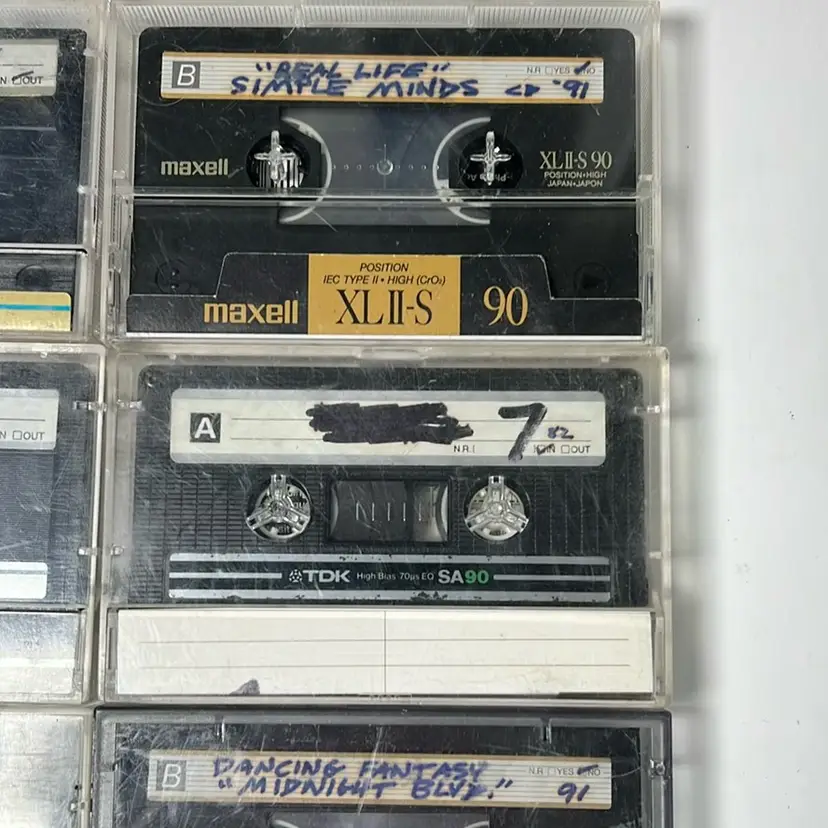 N ☐OUT
B
"REAL LIFE"
N.R ☐YES ☑NO
SIMPLE MINDS CD '91
maxell
XLII-S 90
POSITION•HIGH
JAPAN•JAPON
POSITION
IEC TYPE II • HIGH (CrO₂)
maxell XLII-S 90
N ☐OUT
A
7 82
N.R. IN ☐OUT
TDK High Bias 70µs EQ SA90
B
DANCING FANTASY
N.R ☐YES ☑NO
"MIDNIGHT BLVD." 91